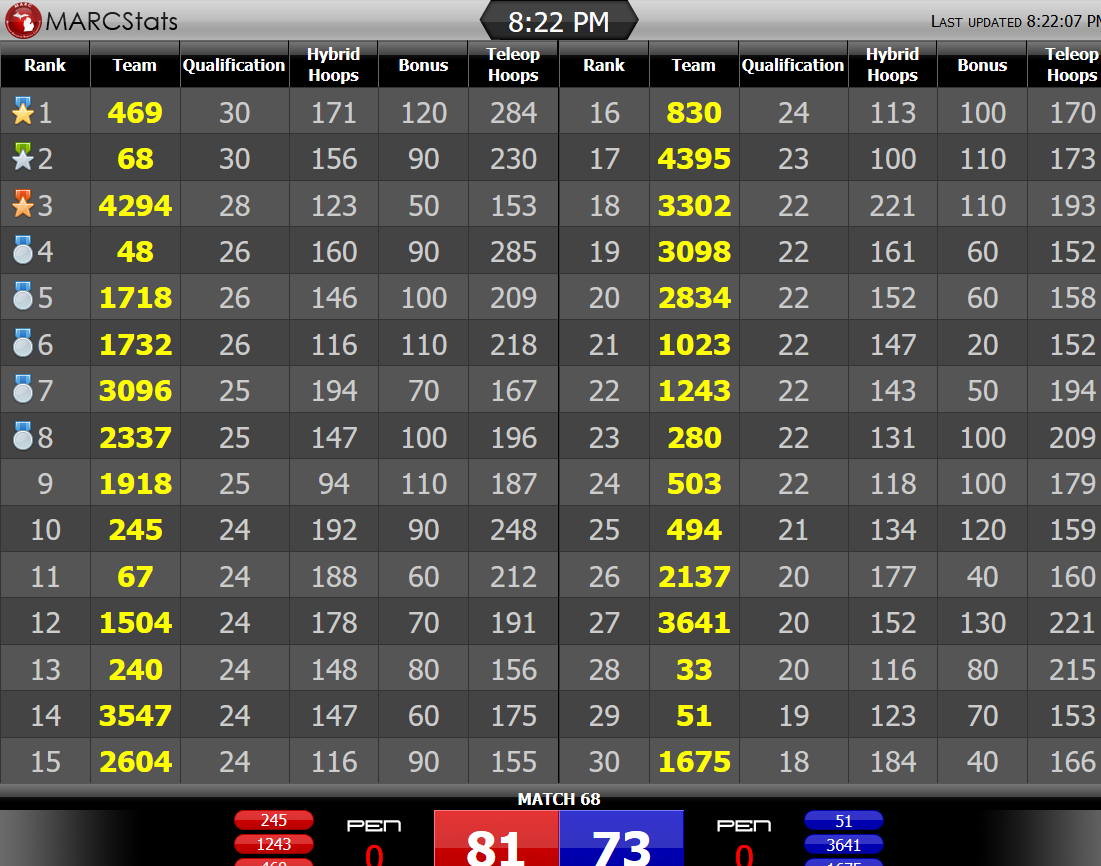 MARC
MARCStats 8:22 PM LAST UPDATED 8:22:07 PM
Rank Team Qualification Hybrid Hoops Bonus Teleop Hoops Rank Team Qualification Hybrid Hoops Bonus Teleop Hoops
1 469 30 171 120 284 16 830 24 113 100 170
2 68 30 156 90 230 17 4395 23 100 110 173
3 4294 28 123 50 153 18 3302 22 221 110 193
4 48 26 160 90 285 19 3098 22 161 60 152
5 1718 26 146 100 209 20 2834 22 152 60 158
6 1732 26 116 110 218 21 1023 22 147 20 152
7 3096 25 194 70 167 22 1243 22 143 50 194
8 2337 25 147 100 196 23 280 22 131 100 209
9 1918 25 94 110 187 24 503 22 118 100 179
10 245 24 192 90 248 25 494 21 134 120 159
11 67 24 188 60 212 26 2137 20 177 40 160
12 1504 24 178 70 191 27 3641 20 152 130 221
13 240 24 148 80 156 28 33 20 116 80 215
14 3547 24 147 60 175 29 51 19 123 70 153
15 2604 24 116 90 155 30 1675 18 184 40 166
MATCH 68
245 PEN 81 73 PEN 51
1243 0 0 3641
469 1675